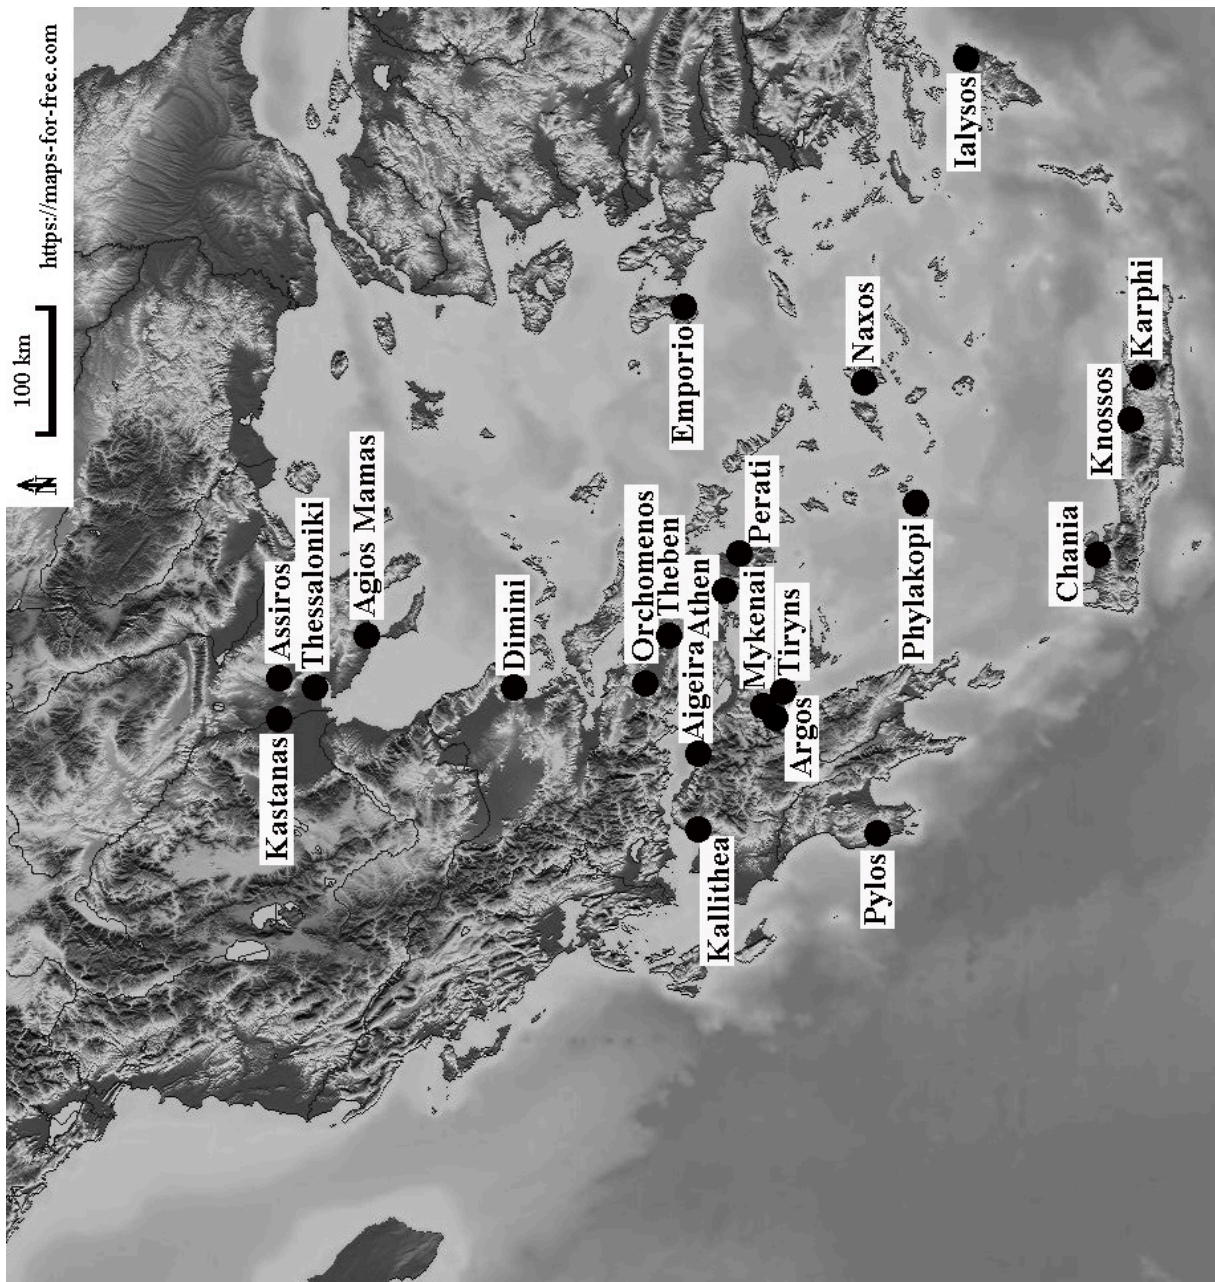 https://maps-for-free.com
100 km
N
Kastanas
Assiros
Thessaloniki
Agios Mamas
Dimini
Orchomenos
Theben
Athen
Aigeira
Kallithea
Perati
Mykenai
Tiryns
Argos
Pylos
Emporio
Naxos
Phylakopi
Ialysos
Chania
Knossos
Karphi